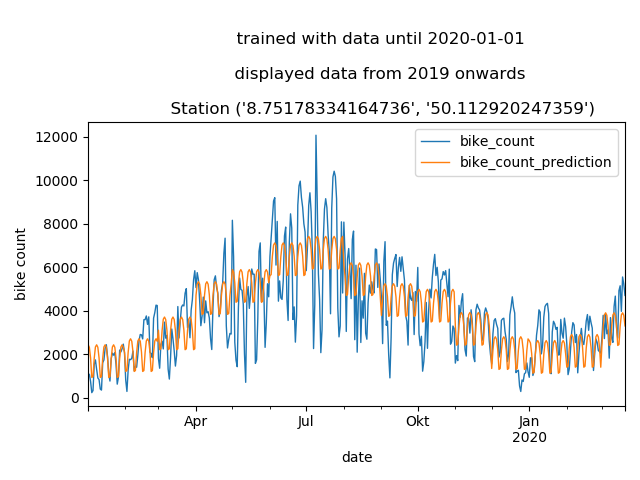 trained with data until 2020-01-01
displayed data from 2019 onwards
Station ('8.75178334164736', '50.112920247359')
bike_count
bike_count_prediction
12000
10000
8000
6000
4000
2000
0
bike count
Apr
Jul
Okt
Jan
2020
date